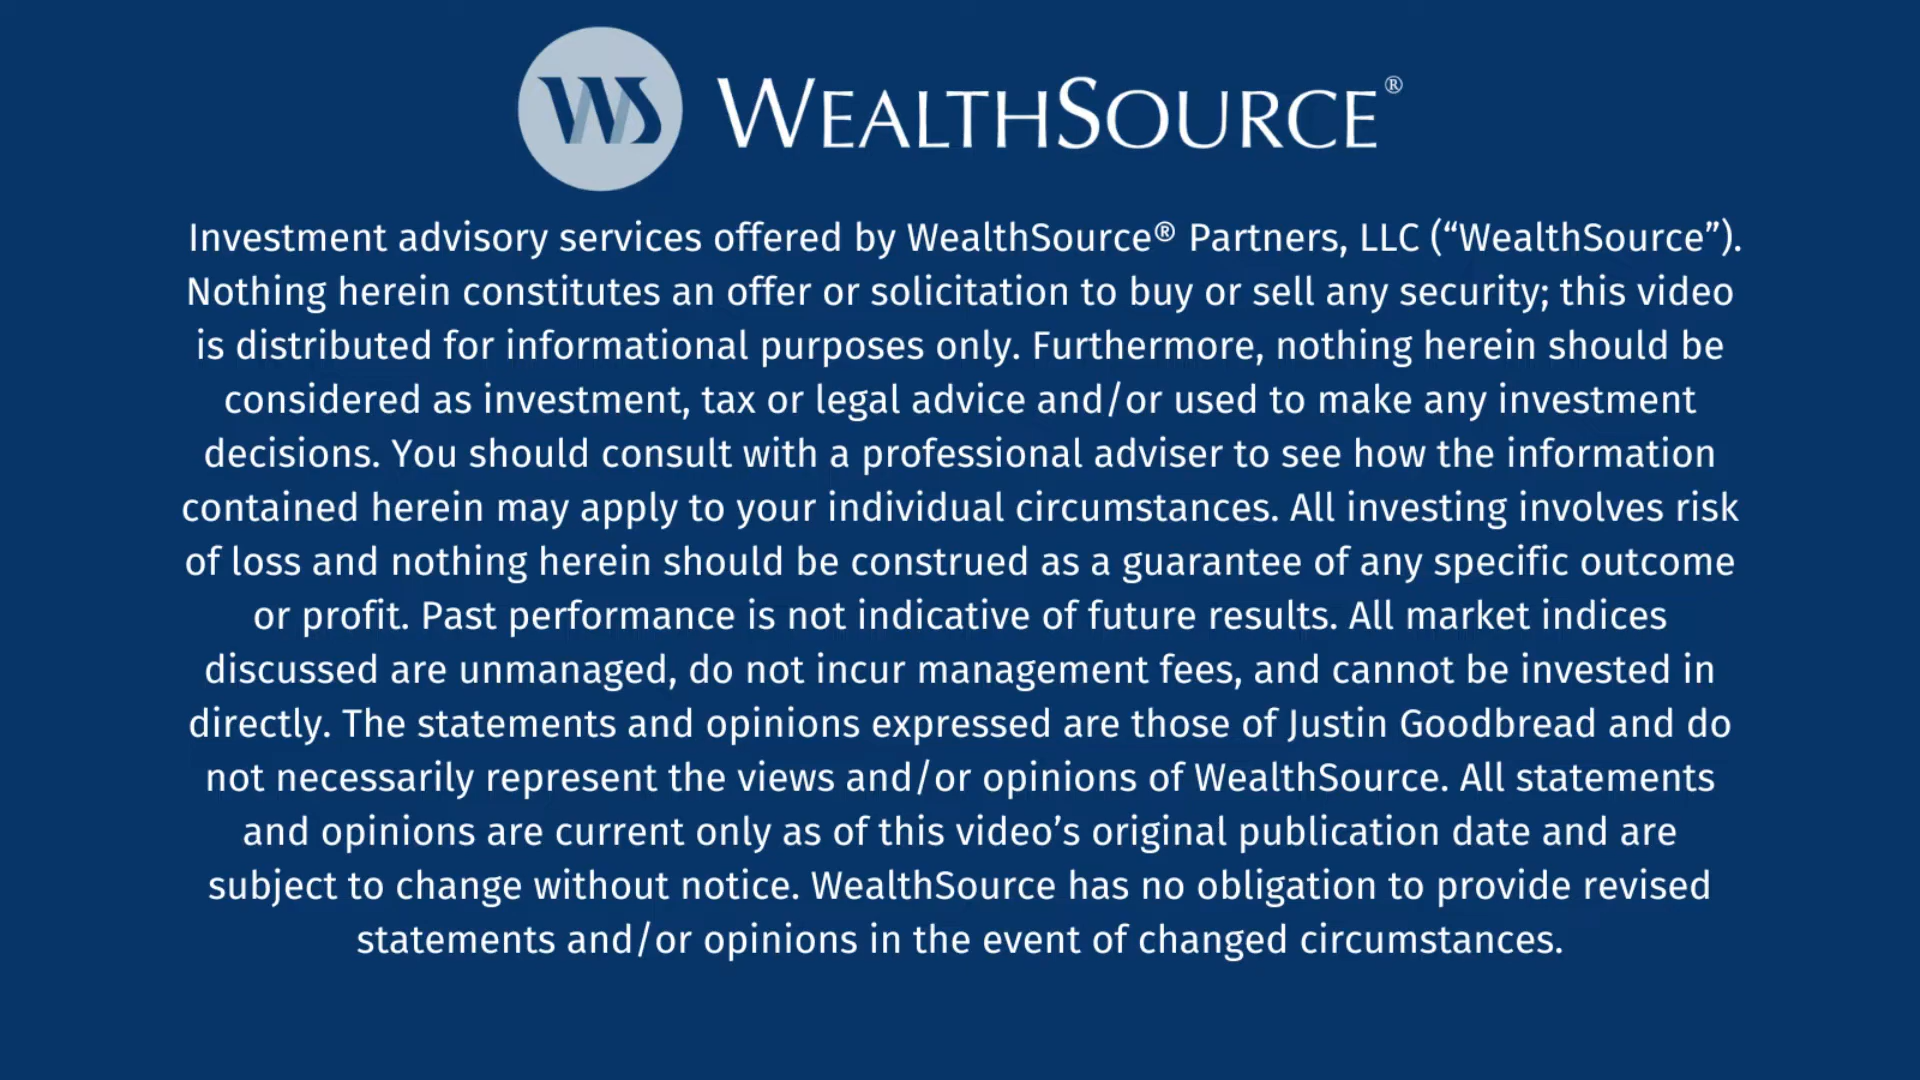 WS WEALTHSOURCE®
Investment advisory services offered by WealthSource® Partners, LLC (“WealthSource”).
Nothing herein constitutes an offer or solicitation to buy or sell any security; this video
is distributed for informational purposes only. Furthermore, nothing herein should be
considered as investment, tax or legal advice and/or used to make any investment
decisions. You should consult with a professional adviser to see how the information
contained herein may apply to your individual circumstances. All investing involves risk
of loss and nothing herein should be construed as a guarantee of any specific outcome
or profit. Past performance is not indicative of future results. All market indices
discussed are unmanaged, do not incur management fees, and cannot be invested in
directly. The statements and opinions expressed are those of Justin Goodbread and do
not necessarily represent the views and/or opinions of WealthSource. All statements
and opinions are current only as of this video’s original publication date and are
subject to change without notice. WealthSource has no obligation to provide revised
statements and/or opinions in the event of changed circumstances.